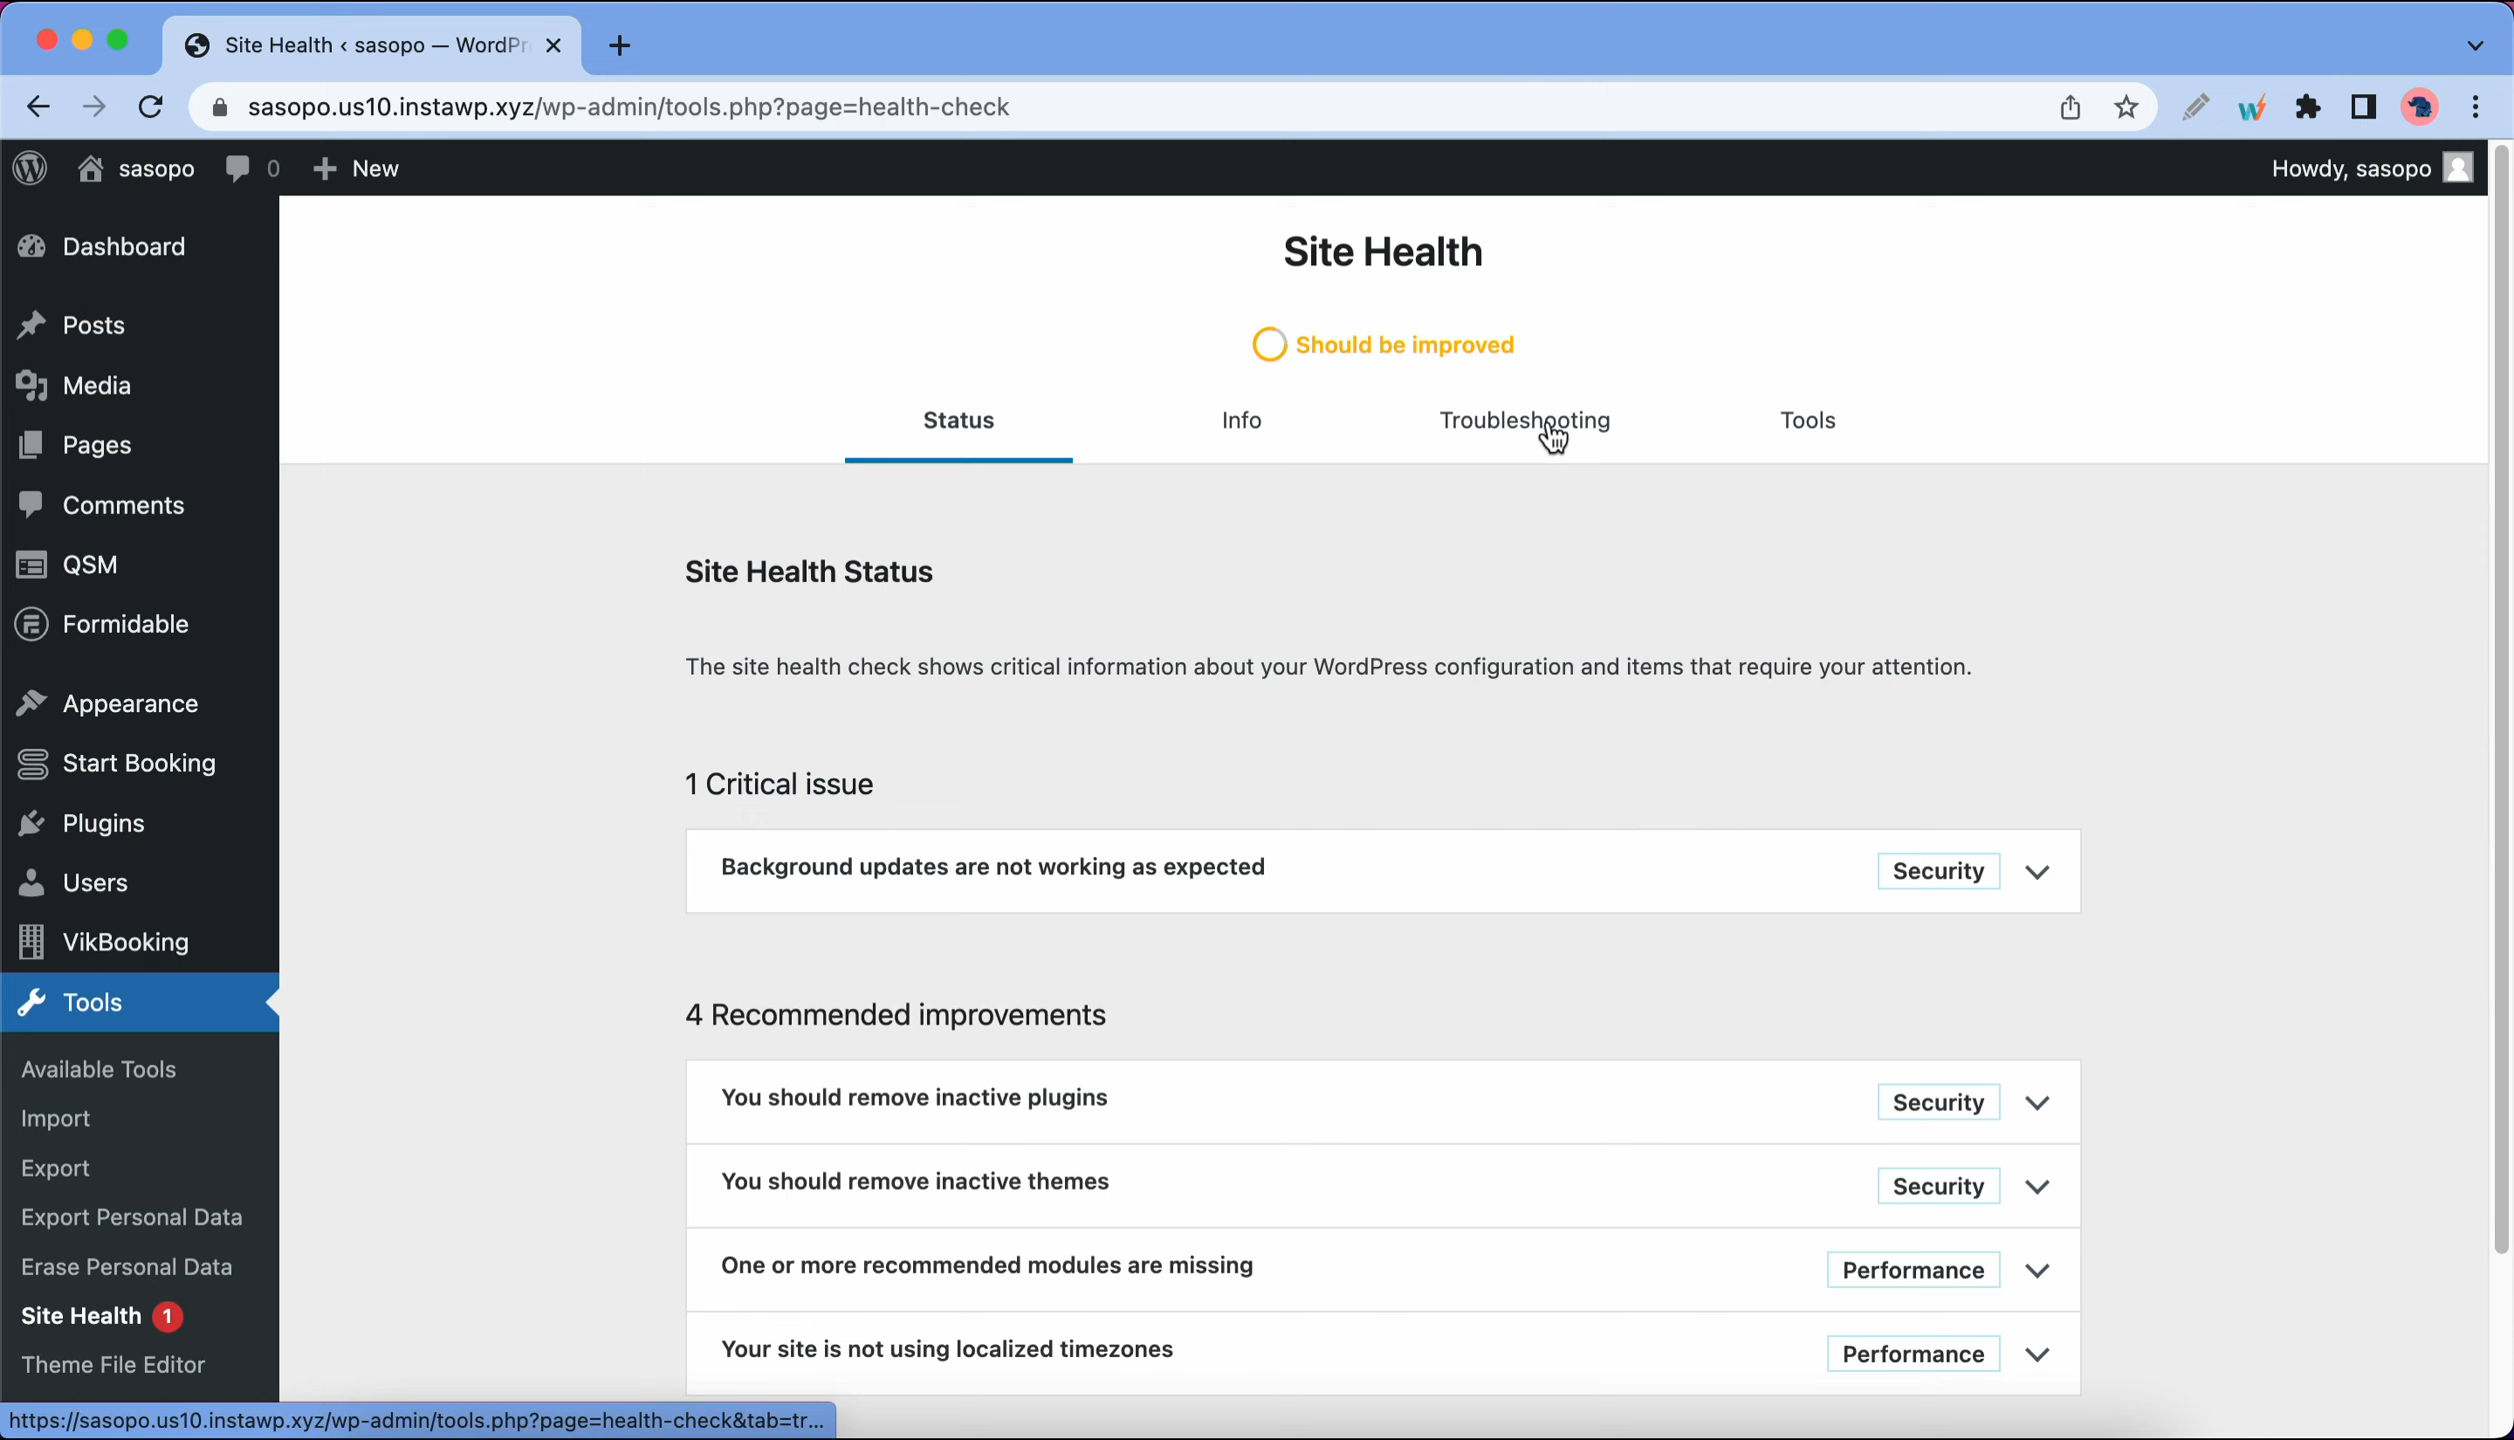 Site Health ‹ sasopo — WordPr
sasopo.us10.instawp.xyz/wp-admin/tools.php?page=health-check
sasopo 0 New Howdy, sasopo
Dashboard
Posts
Media
Pages
Comments
QSM
Formidable
Appearance
Start Booking
Plugins
Users
VikBooking
Tools
Available Tools
Import
Export
Export Personal Data
Erase Personal Data
Site Health 1
Theme File Editor
Site Health
Should be improved
Status Info Troubleshooting Tools
Site Health Status
The site health check shows critical information about your WordPress configuration and items that require your attention.
1 Critical issue
Background updates are not working as expected Security
4 Recommended improvements
You should remove inactive plugins Security
You should remove inactive themes Security
One or more recommended modules are missing Performance
Your site is not using localized timezones Performance
https://sasopo.us10.instawp.xyz/wp-admin/tools.php?page=health-check&tab=tr...